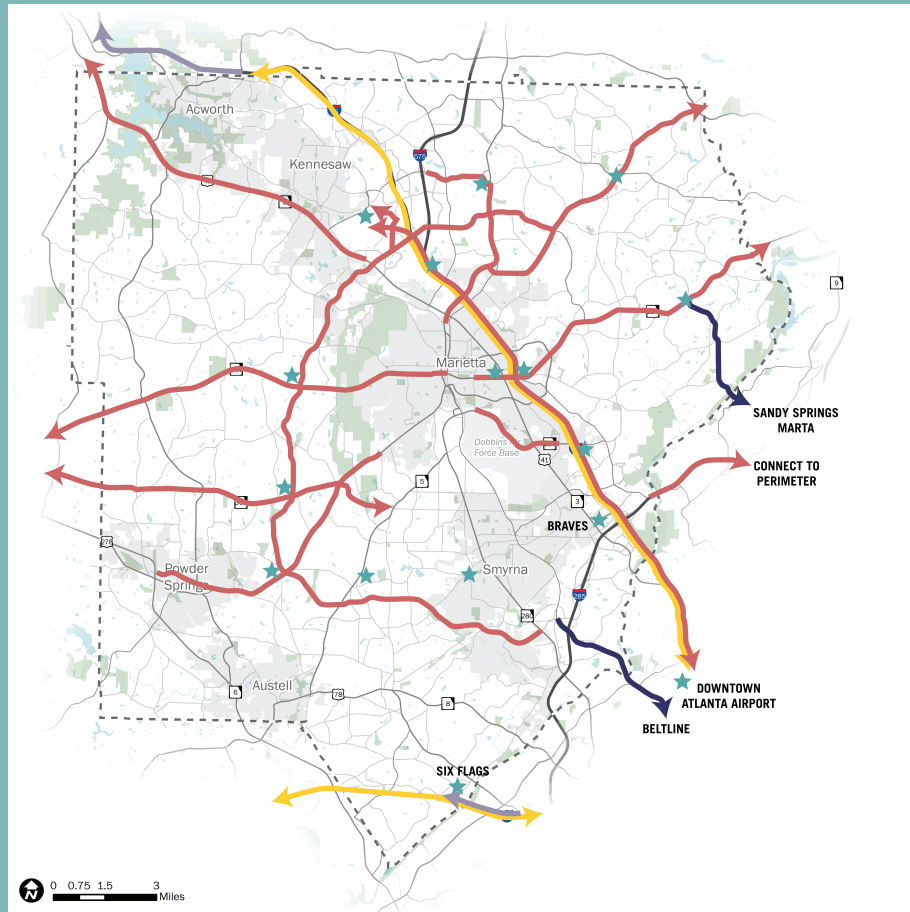 Acworth
Kennesaw
575
9
Marietta
SANDY SPRINGS
MARTA
Dobbins Air
Force Base
41
5
CONNECT TO
PERIMETER
3
BRAVES
278
Powder
Springs
Smyrna
285
280
Austell
6
78
8
DOWNTOWN
ATLANTA AIRPORT
BELTLINE
SIX FLAGS
N
0 0.75 1.5 3
Miles